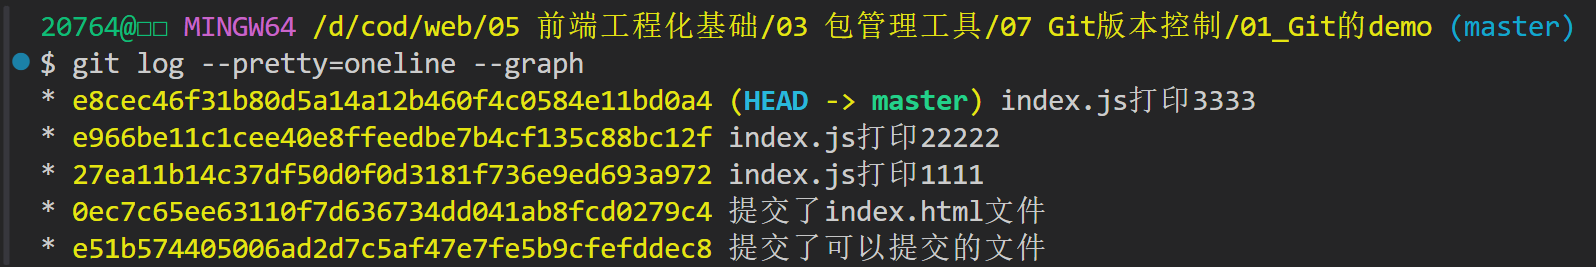 20764@□□ MINGW64 /d/cod/web/05 前端工程化基础/03 包管理工具/07 Git版本控制/01_Git的demo (master)
$ git log --pretty=oneline --graph
* e8cec46f31b80d5a14a12b460f4c0584e11bd0a4 (HEAD -> master) index.js打印3333
* e966be11c1cee40e8ffeedbe7b4cf135c88bc12f index.js打印22222
* 27ea11b14c37df50d0f0d3181f736e9ed693a972 index.js打印1111
* 0ec7c65ee63110f7d636734dd041ab8fcd0279c4 提交了index.html文件
* e51b574405006ad2d7c5af47e7fe5b9cfefddec8 提交了可以提交的文件